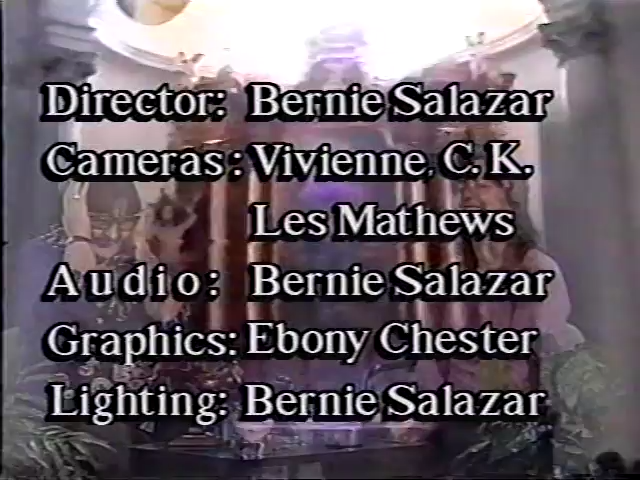 Director: Bernie Salazar
Cameras: Vivienne, C.K.
Les Mathews
Audio: Bernie Salazar
Graphics: Ebony Chester
Lighting: Bernie Salazar